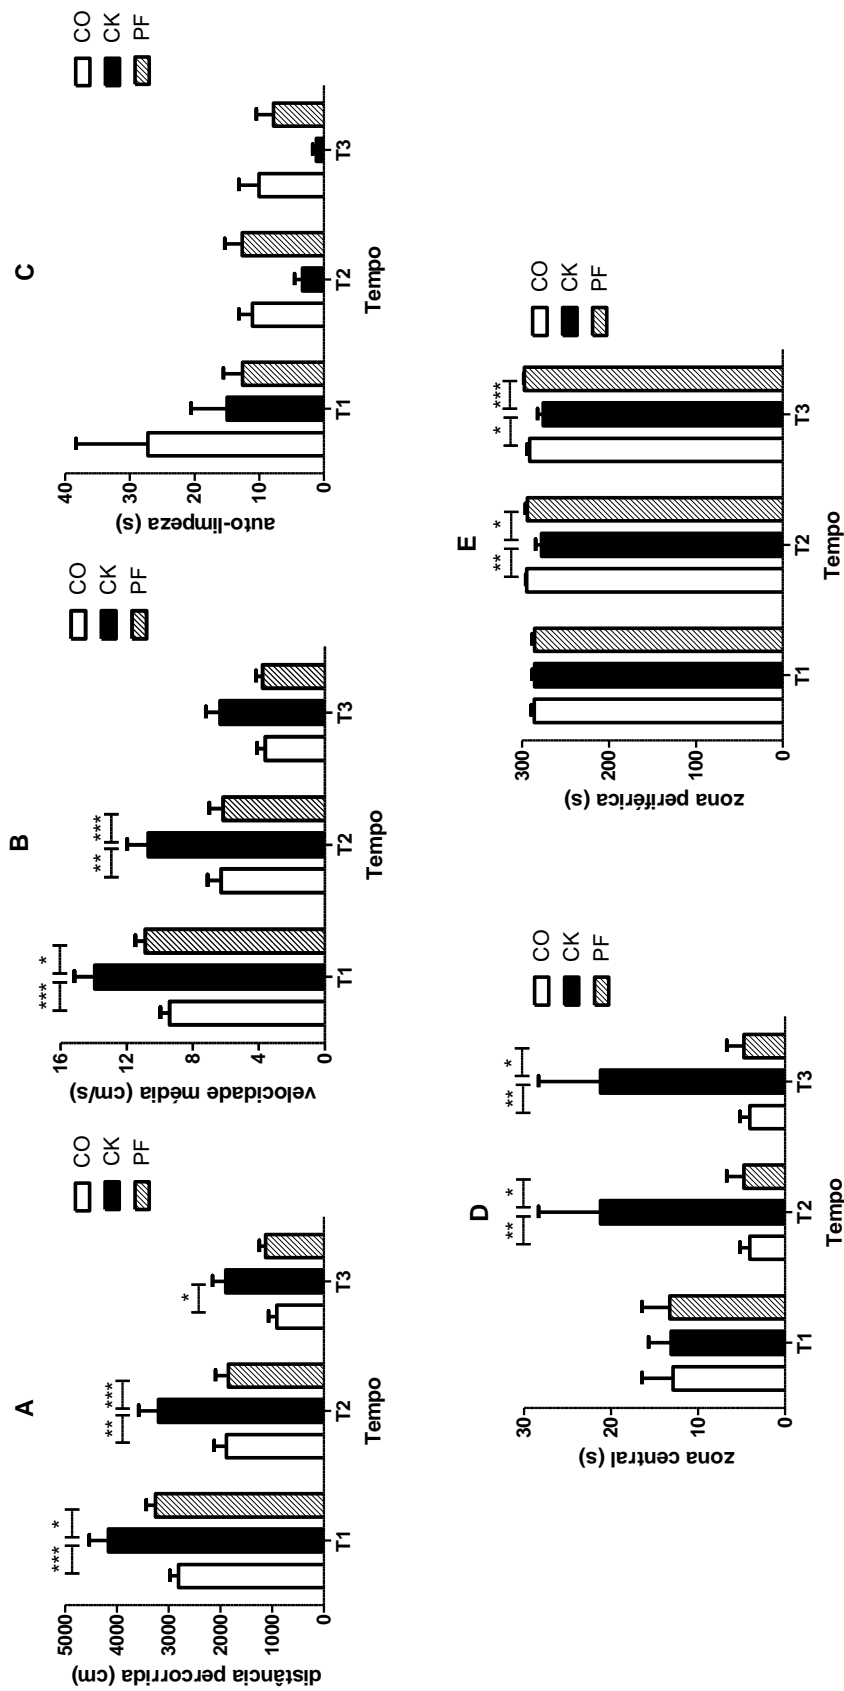 A
distância percorrida (cm)
5000
4000
3000
2000
1000
0
*** *
** ***
*
T1 T2 T3
Tempo
CO
CK
PF
B
velocidade média (cm/s)
16
12
8
4
0
*** *
** ***
T1 T2 T3
Tempo
CO
CK
PF
C
auto-limpeza (s)
40
30
20
10
0
T1 T2 T3
Tempo
CO
CK
PF
D
zona central (s)
30
20
10
0
** *
** *
T1 T2 T3
Tempo
CO
CK
PF
E
zona periférica (s)
300
200
100
0
** *
* ***
T1 T2 T3
Tempo
CO
CK
PF